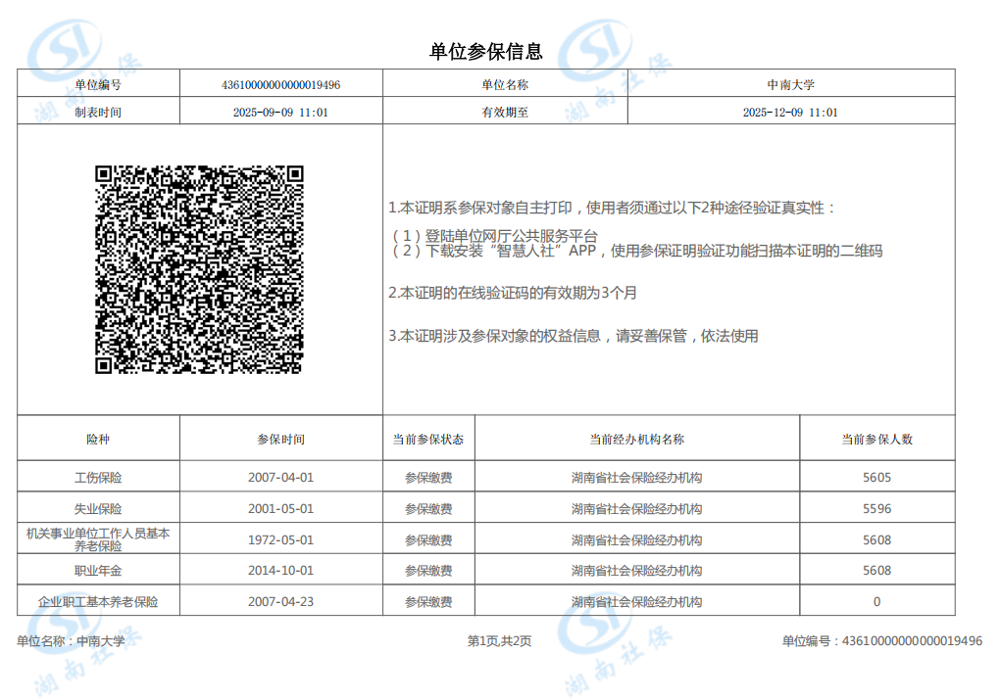 单位参保信息
单位编号 43610000000000019496 单位名称 中南大学
制表时间 2025-09-09 11:01 有效期至 2025-12-09 11:01
1.本证明系参保对象自主打印，使用者须通过以下2种途径验证真实性：
（1）登陆单位网厅公共服务平台
（2）下载安装“智慧人社”APP，使用参保证明验证功能扫描本证明的二维码
2.本证明的在线验证码的有效期为3个月
3.本证明涉及参保对象的权益信息，请妥善保管，依法使用
险种 参保时间 当前参保状态 当前经办机构名称 当前参保人数
工伤保险 2007-04-01 参保缴费 湖南省社会保险经办机构 5605
失业保险 2001-05-01 参保缴费 湖南省社会保险经办机构 5596
机关事业单位工作人员基本
养老保险 1972-05-01 参保缴费 湖南省社会保险经办机构 5608
职业年金 2014-10-01 参保缴费 湖南省社会保险经办机构 5608
企业职工基本养老保险 2007-04-23 参保缴费 湖南省社会保险经办机构 0
单位名称：中南大学 第1页,共2页 单位编号：43610000000000019496
湖南社保
湖南社保
湖南社保
湖南社保